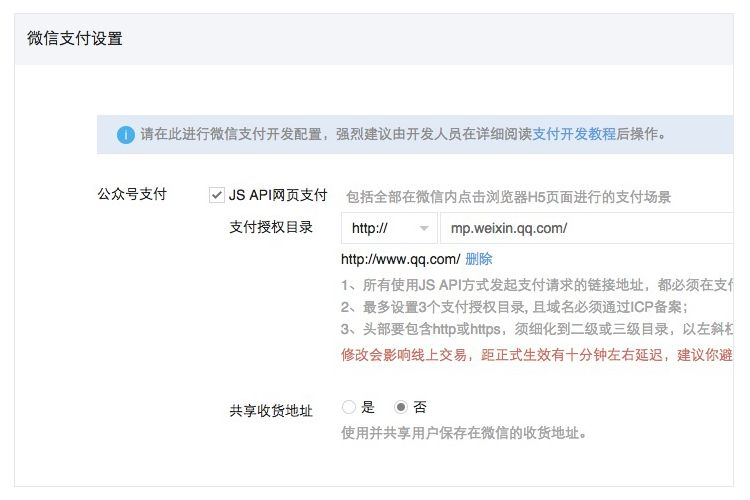 微信支付设置
请在此进行微信支付开发配置，强烈建议由开发人员在详细阅读支付开发教程后操作。
公众号支付 JS API网页支付 包括全部在微信内点击浏览器H5页面进行的支付场景
支付授权目录 http:// mp.weixin.qq.com/
http://www.qq.com/ 删除
1、所有使用JS API方式发起支付请求的链接地址，都必须在支付
2、最多设置3个支付授权目录, 且域名必须通过ICP备案；
3、头部要包含http或https，须细化到二级或三级目录，以左斜杠
修改会影响线上交易，距正式生效有十分钟左右延迟，建议你避
共享收货地址 是 否
使用并共享用户保存在微信的收货地址。